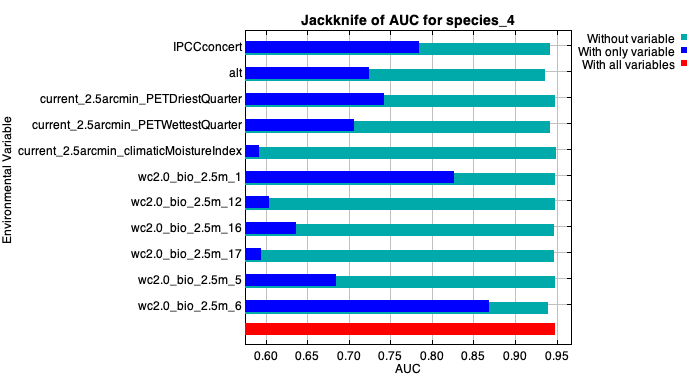 Jackknife of AUC for species_4
Without variable
With only variable
With all variables
Environmental Variable
IPCCconcert
alt
current_2.5arcmin_PETDriestQuarter
current_2.5arcmin_PETWettestQuarter
current_2.5arcmin_climaticMoistureIndex
wc2.0_bio_2.5m_1
wc2.0_bio_2.5m_12
wc2.0_bio_2.5m_16
wc2.0_bio_2.5m_17
wc2.0_bio_2.5m_5
wc2.0_bio_2.5m_6
0.60 0.65 0.70 0.75 0.80 0.85 0.90 0.95
AUC